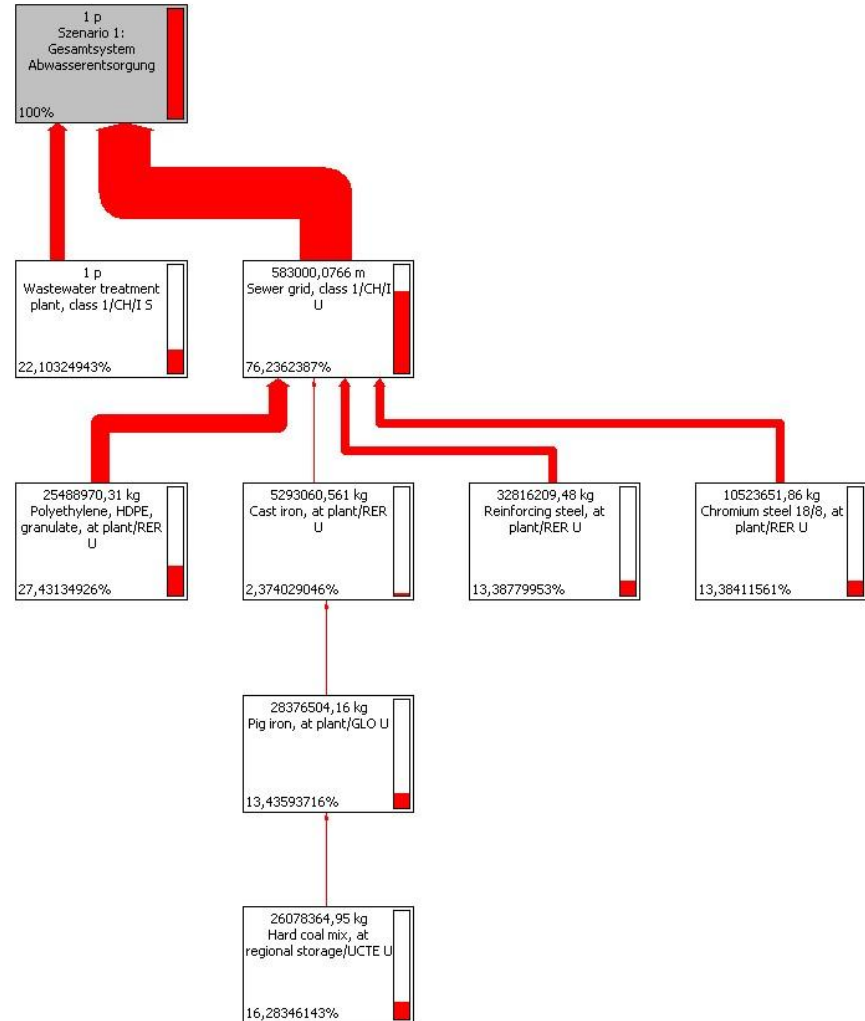 1 p
Szenario 1:
Gesamtsystem
Abwasserentsorgung
100%
1 p
Wastewater treatment
plant, class 1/CH/I S
22,10324943%
583000,0766 m
Sewer grid, class 1/CH/I
U
76,2362387%
25488970,31 kg
Polyethylene, HDPE,
granulate, at plant/RER
U
27,43134926%
5293060,561 kg
Cast iron, at plant/RER
U
2,374029046%
32816209,48 kg
Reinforcing steel, at
plant/RER U
13,38779953%
10523651,86 kg
Chromium steel 18/8, at
plant/RER U
13,38411561%
28376504,16 kg
Pig iron, at plant/GLO U
13,43593716%
26078364,95 kg
Hard coal mix, at
regional storage/UCTE U
16,28346143%